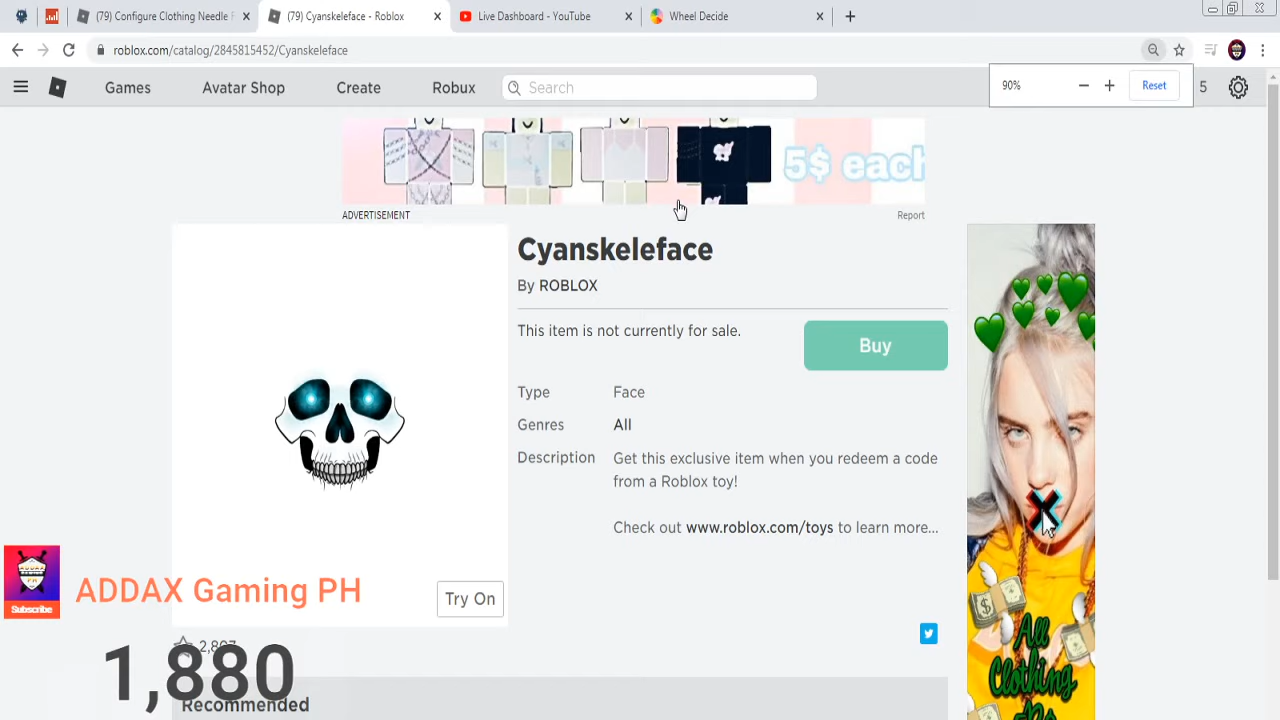 (79) Configure Clothing Needle F
(79) Cyanskeleface - Roblox
Live Dashboard - YouTube
Wheel Decide
roblox.com/catalog/2845815452/Cyanskeleface
Games
Avatar Shop
Create
Robux
Search
90%
Reset
5
5$ each
ADVERTISEMENT
Report
Cyanskeleface
By ROBLOX
This item is not currently for sale.
Buy
Type
Face
Genres
All
Description
Get this exclusive item when you redeem a code
from a Roblox toy!
Check out www.roblox.com/toys to learn more...
Try On
Subscribe
ADDAX Gaming PH
1,880
Recommended
X
All
Clothing